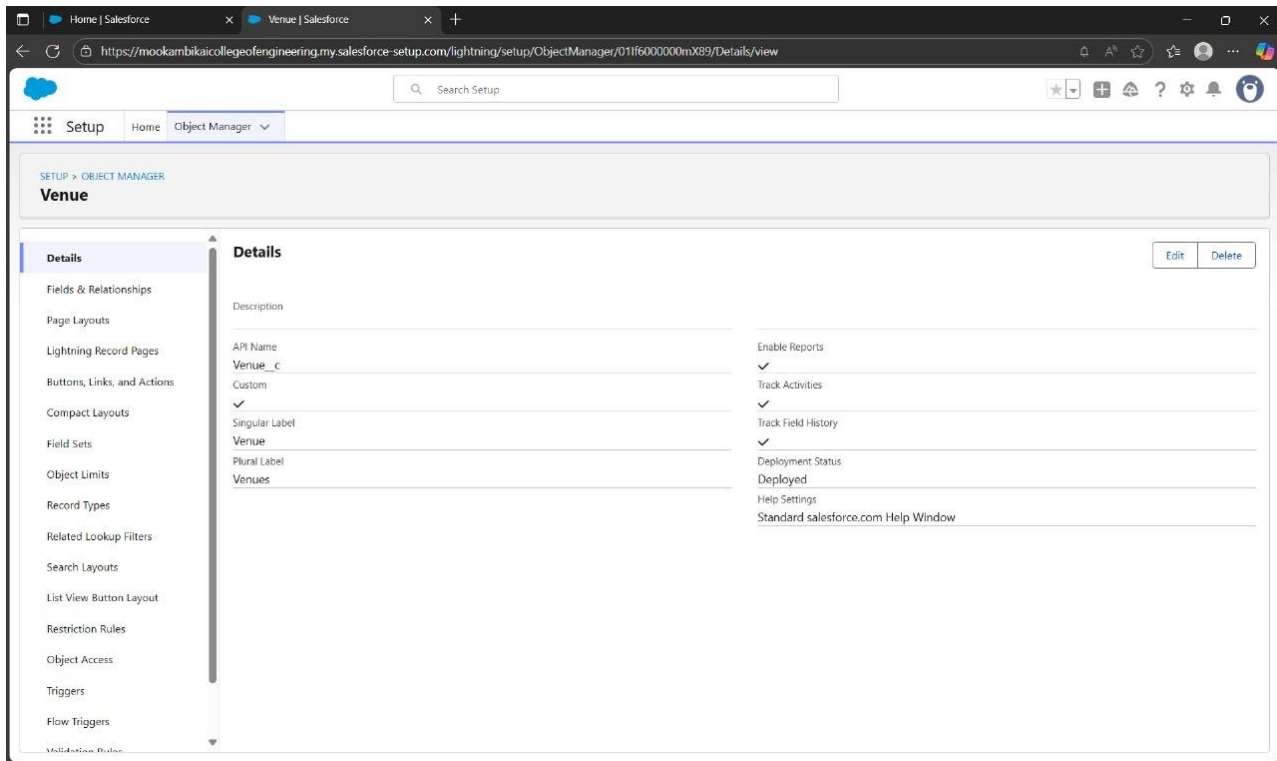 Home | Salesforce
Venue | Salesforce
https://mookambikaicollegeofengineering.my.salesforce-setup.com/lightning/setup/ObjectManager/01If6000000mX89/Details/view
Search Setup
Setup Home Object Manager
SETUP > OBJECT MANAGER
Venue
Details
Fields & Relationships
Page Layouts
Lightning Record Pages
Buttons, Links, and Actions
Compact Layouts
Field Sets
Object Limits
Record Types
Related Lookup Filters
Search Layouts
List View Button Layout
Restriction Rules
Object Access
Triggers
Flow Triggers
Validation Rules
Details
Edit Delete
Description
API Name
Venue__c
Custom
Singular Label
Venue
Plural Label
Venues
Enable Reports
Track Activities
Track Field History
Deployment Status
Deployed
Help Settings
Standard salesforce.com Help Window